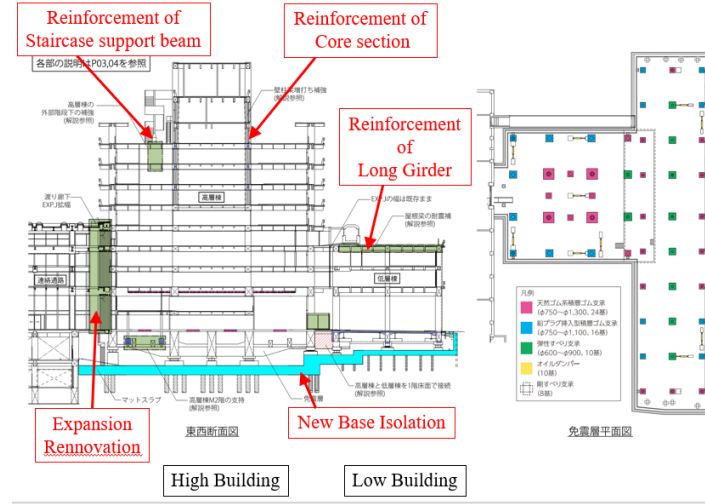 Reinforcement of
Staircase support beam
Reinforcement of
Core section
各部の説明はP03,04を参照
壁柱反増打ち補強
(解説参照)
高層棟の
外部階段下の補強
(解説参照)
Reinforcement
of
Long Girder
高層棟
EXPJの幅は既存まま
渡り廊下
EXPJ拡幅
屋根梁の耐震補
(解説参照)
連絡通路
低層棟
凡例
天然ゴム系積層ゴム支承
(φ750～φ1,300, 24基)
鉛プラグ挿入型積層ゴム支承
(φ750～φ1,100, 16基)
弾性すべり支承
(φ600～φ900, 10基)
オイルダンパー
(10基)
剛すべり支承
(8基)
マットスラブ
高層棟M2階の支持
(解説参照)
免震層
高層棟と低層棟を1階床面で接続
(解説参照)
Expansion
Rennovation
東西断面図
New Base Isolation
免震層平面図
High Building
Low Building